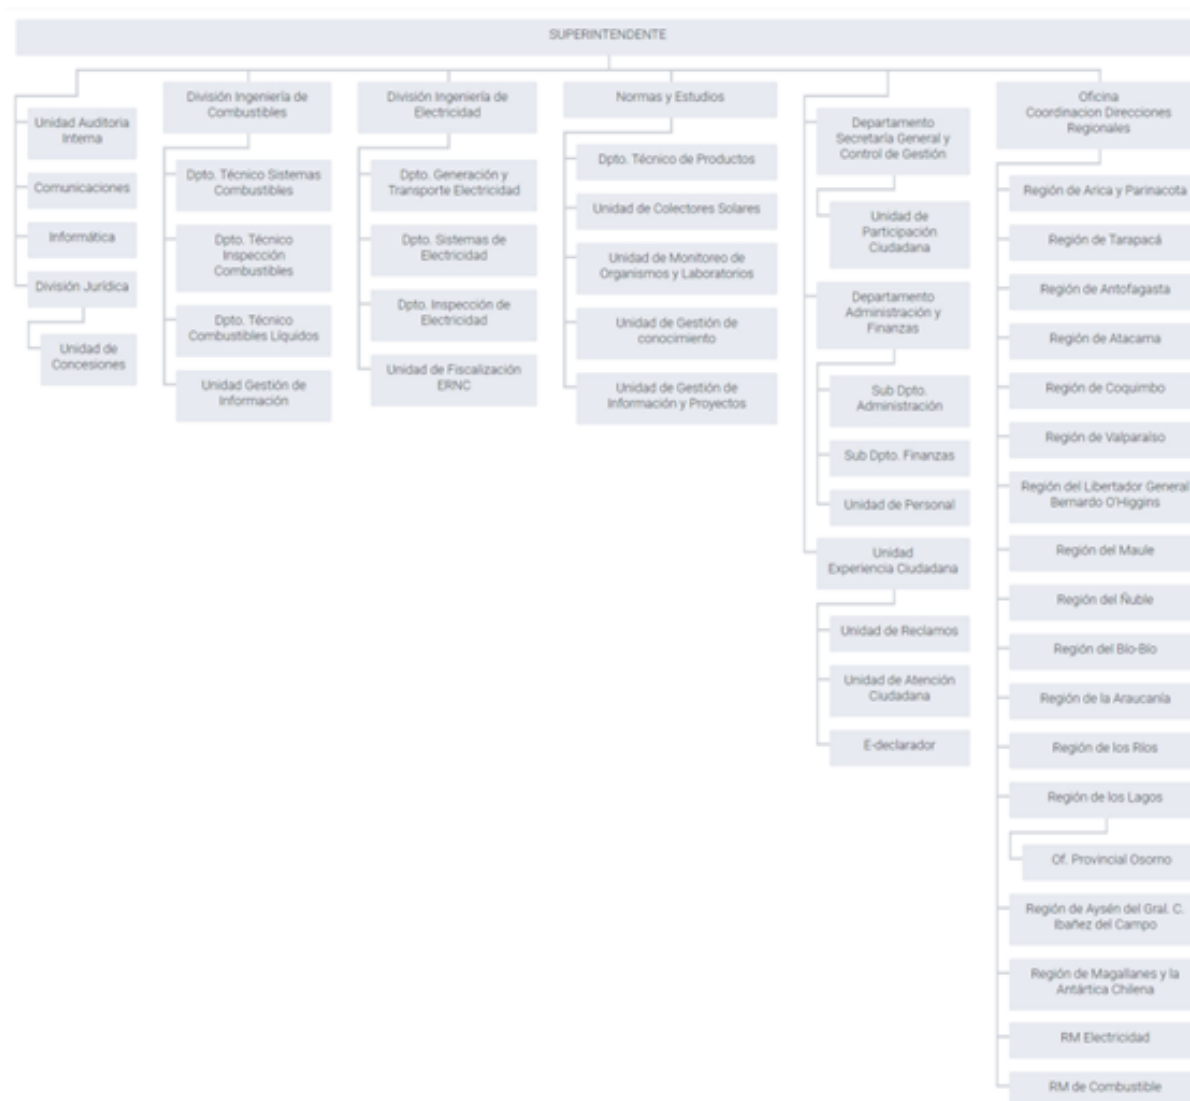 SUPERINTENDENTE
Unidad Auditoria
Interna
Comunicaciones
Informática
División Jurídica
Unidad de
Concesiones
División Ingeniería de
Combustibles
Dpto. Técnico Sistemas
Combustibles
Dpto. Técnico
Inspección
Combustibles
Dpto. Técnico
Combustibles Líquidos
Unidad Gestión de
Información
División Ingeniería de
Electricidad
Dpto. Generación y
Transporte Electricidad
Dpto. Sistemas de
Electricidad
Dpto. Inspección de
Electricidad
Unidad de Fiscalización
ERNC
Normas y Estudios
Dpto. Técnico de Productos
Unidad de Colectores Solares
Unidad de Monitoreo de
Organismos y Laboratorios
Unidad de Gestión de
conocimiento
Unidad de Gestión de
Información y Proyectos
Departamento
Secretaría General y
Control de Gestión
Unidad de
Participación
Ciudadana
Departamento
Administración y
Finanzas
Sub Dpto.
Administración
Sub Dpto. Finanzas
Unidad de Personal
Unidad
Experiencia Ciudadana
Unidad de Reclamos
Unidad de Atención
Ciudadana
E-declarador
Oficina
Coordinacion Direcciones
Regionales
Región de Arica y Parinacota
Región de Tarapacá
Región de Antofagasta
Región de Atacama
Región de Coquimbo
Región de Valparaíso
Región del Libertador General
Bernardo O'Higgins
Región del Maule
Región del Ñuble
Región del Bío-Bío
Región de la Araucanía
Región de los Ríos
Región de los Lagos
Of. Provincial Osorno
Región de Aysén del Gral. C.
Ibañez del Campo
Región de Magallanes y la
Antártica Chilena
RM Electricidad
RM de Combustible